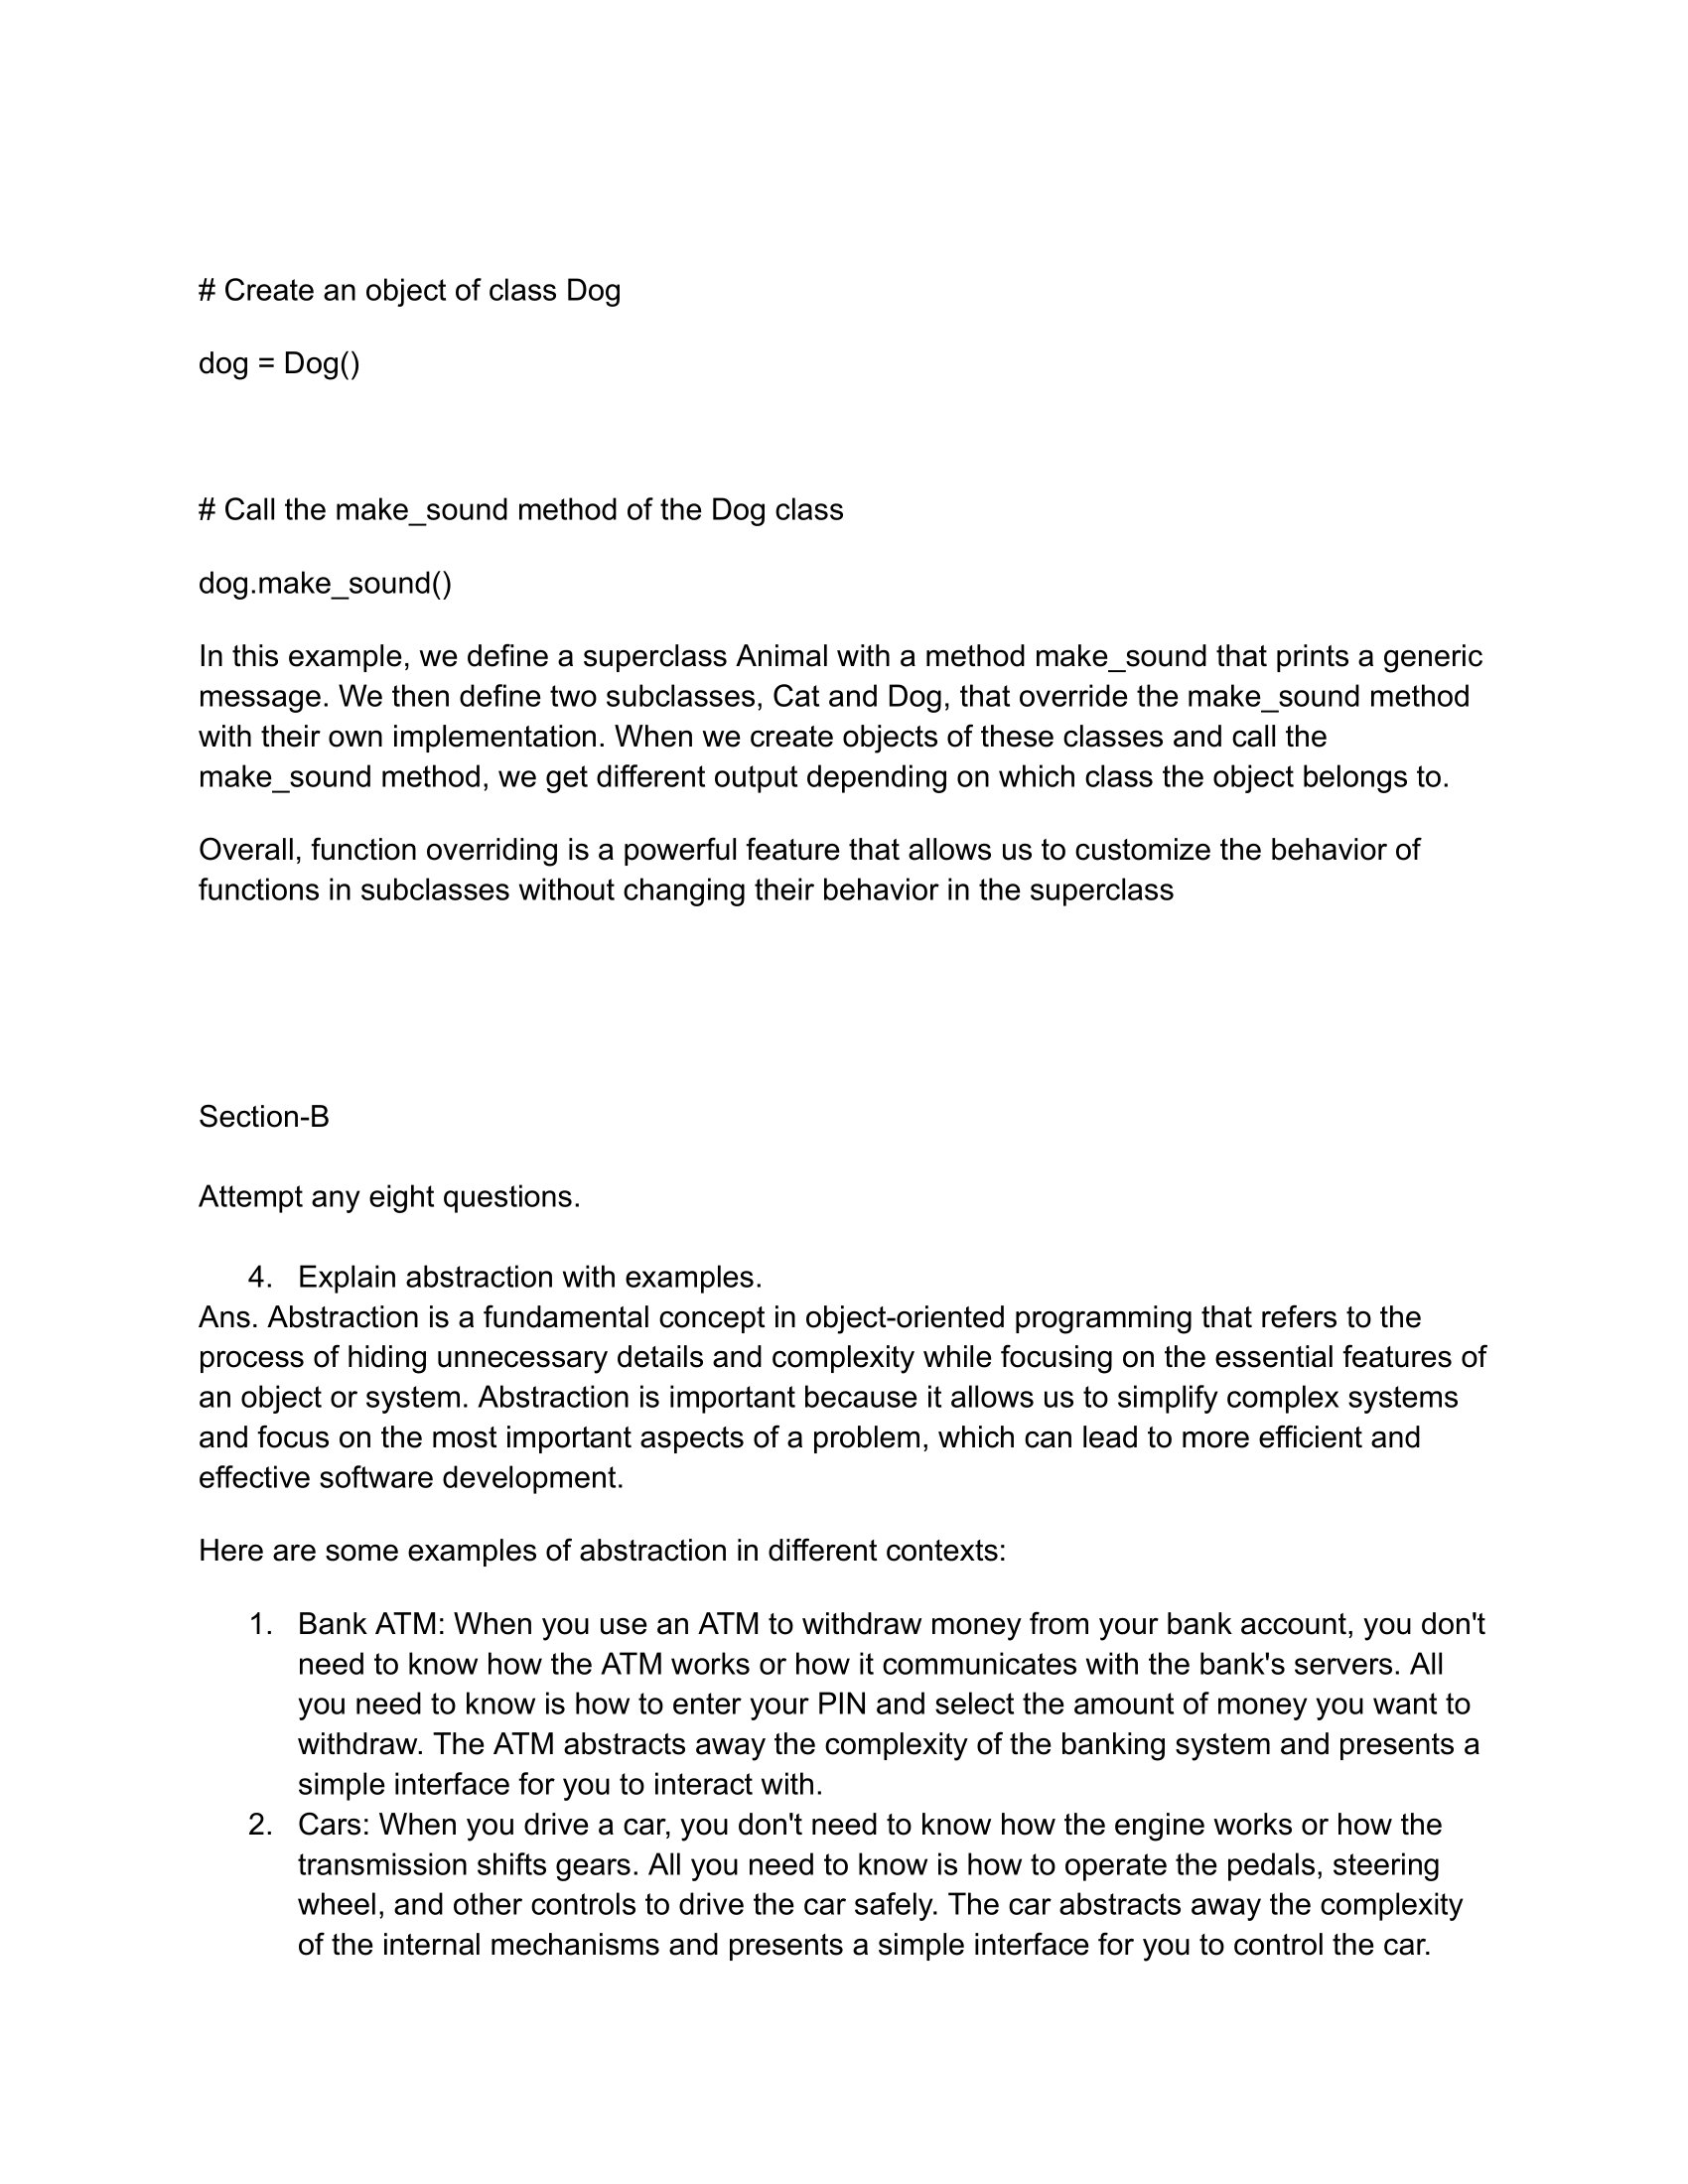 # Create an object of class Dog
dog = Dog()
# Call the make_sound method of the Dog class
dog.make_sound()
In this example, we define a superclass Animal with a method make_sound that prints a generic
message. We then define two subclasses, Cat and Dog, that override the make_sound method
with their own implementation. When we create objects of these classes and call the
make_sound method, we get different output depending on which class the object belongs to.
Overall, function overriding is a powerful feature that allows us to customize the behavior of
functions in subclasses without changing their behavior in the superclass
Section-B
Attempt any eight questions.
4. Explain abstraction with examples.
Ans. Abstraction is a fundamental concept in object-oriented programming that refers to the
process of hiding unnecessary details and complexity while focusing on the essential features of
an object or system. Abstraction is important because it allows us to simplify complex systems
and focus on the most important aspects of a problem, which can lead to more efficient and
effective software development.
Here are some examples of abstraction in different contexts:
1. Bank ATM: When you use an ATM to withdraw money from your bank account, you don't
need to know how the ATM works or how it communicates with the bank's servers. All
you need to know is how to enter your PIN and select the amount of money you want to
withdraw. The ATM abstracts away the complexity of the banking system and presents a
simple interface for you to interact with.
2. Cars: When you drive a car, you don't need to know how the engine works or how the
transmission shifts gears. All you need to know is how to operate the pedals, steering
wheel, and other controls to drive the car safely. The car abstracts away the complexity
of the internal mechanisms and presents a simple interface for you to control the car.